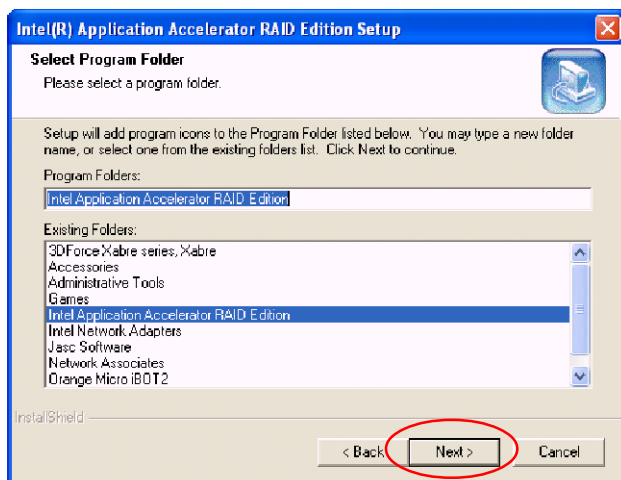 Intel(R) Application Accelerator RAID Edition Setup
Select Program Folder
Please select a program folder.
Setup will add program icons to the Program Folder listed below. You may type a new folder
name, or select one from the existing folders list. Click Next to continue.
Program Folders:
Intel Application Accelerator RAID Edition
Existing Folders:
3DForce Xabre series, Xabre
Accessories
Administrative Tools
Games
Intel Application Accelerator RAID Edition
Intel Network Adapters
Jasc Software
Network Associates
Orange Micro iBOT2
InstallShield
< Back
Next >
Cancel